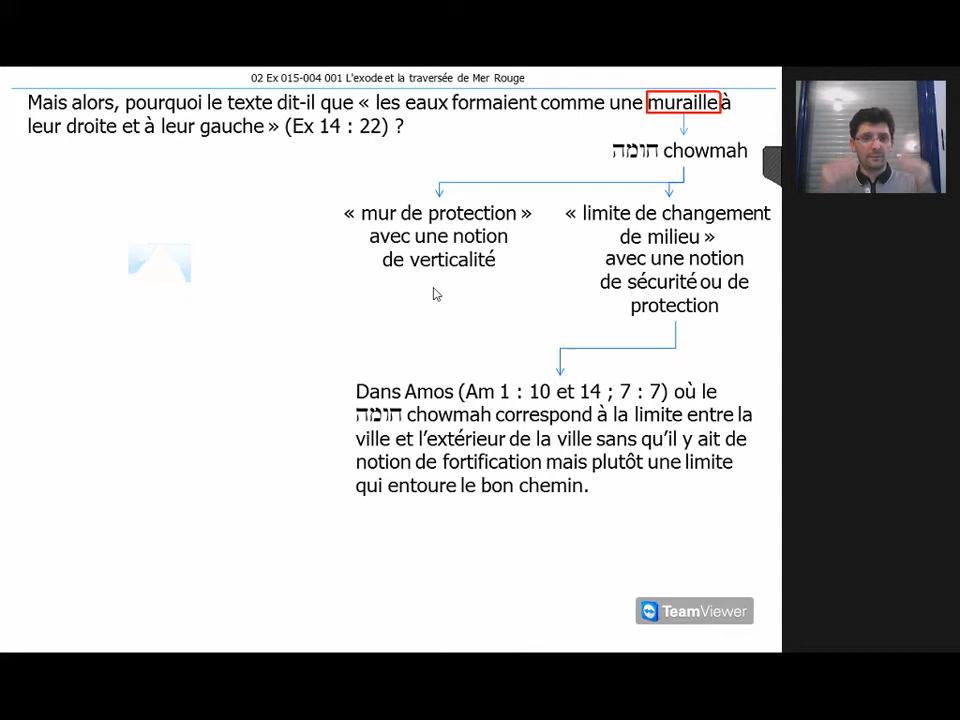 02 Ex 015-004 001 L'exode et la traversée de Mer Rouge
Mais alors, pourquoi le texte dit-il que « les eaux formaient comme une muraille à
leur droite et à leur gauche » (Ex 14 : 22) ?
חומה chowmah
« mur de protection »
avec une notion
de verticalité
« limite de changement
de milieu »
avec une notion
de sécurité ou de
protection
Dans Amos (Am 1 : 10 et 14 ; 7 : 7) où le
חומה chowmah correspond à la limite entre la
ville et l'extérieur de la ville sans qu'il y ait de
notion de fortification mais plutôt une limite
qui entoure le bon chemin.
TeamViewer